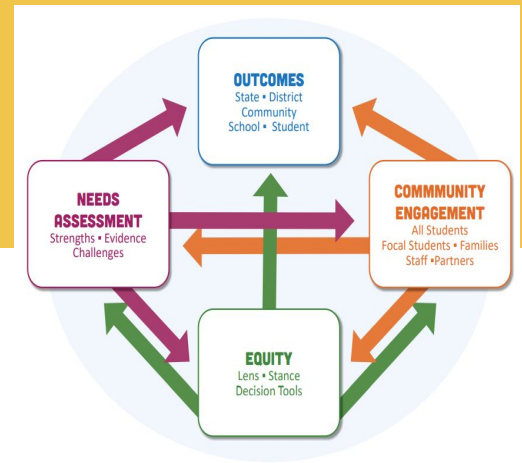 OUTCOMES
State • District
Community
School • Student
NEEDS
ASSESSMENT
Strengths • Evidence
Challenges
COMMMUNITY
ENGAGEMENT
All Students
Focal Students • Families
Staff •Partners
EQUITY
Lens • Stance
Decision Tools